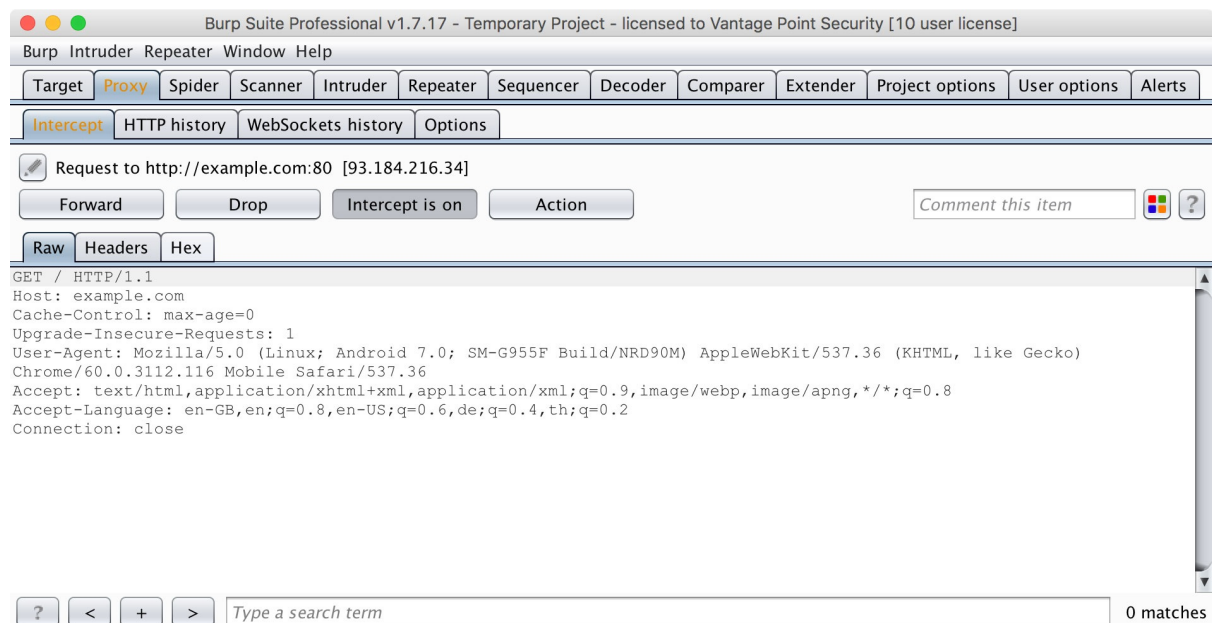 Burp Suite Professional v1.7.17 - Temporary Project - licensed to Vantage Point Security [10 user license]
Burp Intruder Repeater Window Help
Target Proxy Spider Scanner Intruder Repeater Sequencer Decoder Comparer Extender Project options User options Alerts
Intercept HTTP history WebSockets history Options
Request to http://example.com:80 [93.184.216.34]
Forward Drop Intercept is on Action Comment this item ?
Raw Headers Hex
GET / HTTP/1.1
Host: example.com
Cache-Control: max-age=0
Upgrade-Insecure-Requests: 1
User-Agent: Mozilla/5.0 (Linux; Android 7.0; SM-G955F Build/NRD90M) AppleWebKit/537.36 (KHTML, like Gecko)
Chrome/60.0.3112.116 Mobile Safari/537.36
Accept: text/html,application/xhtml+xml,application/xml;q=0.9,image/webp,image/apng,*/*;q=0.8
Accept-Language: en-GB,en;q=0.8,en-US;q=0.6,de;q=0.4,th;q=0.2
Connection: close
? < + > Type a search term 0 matches